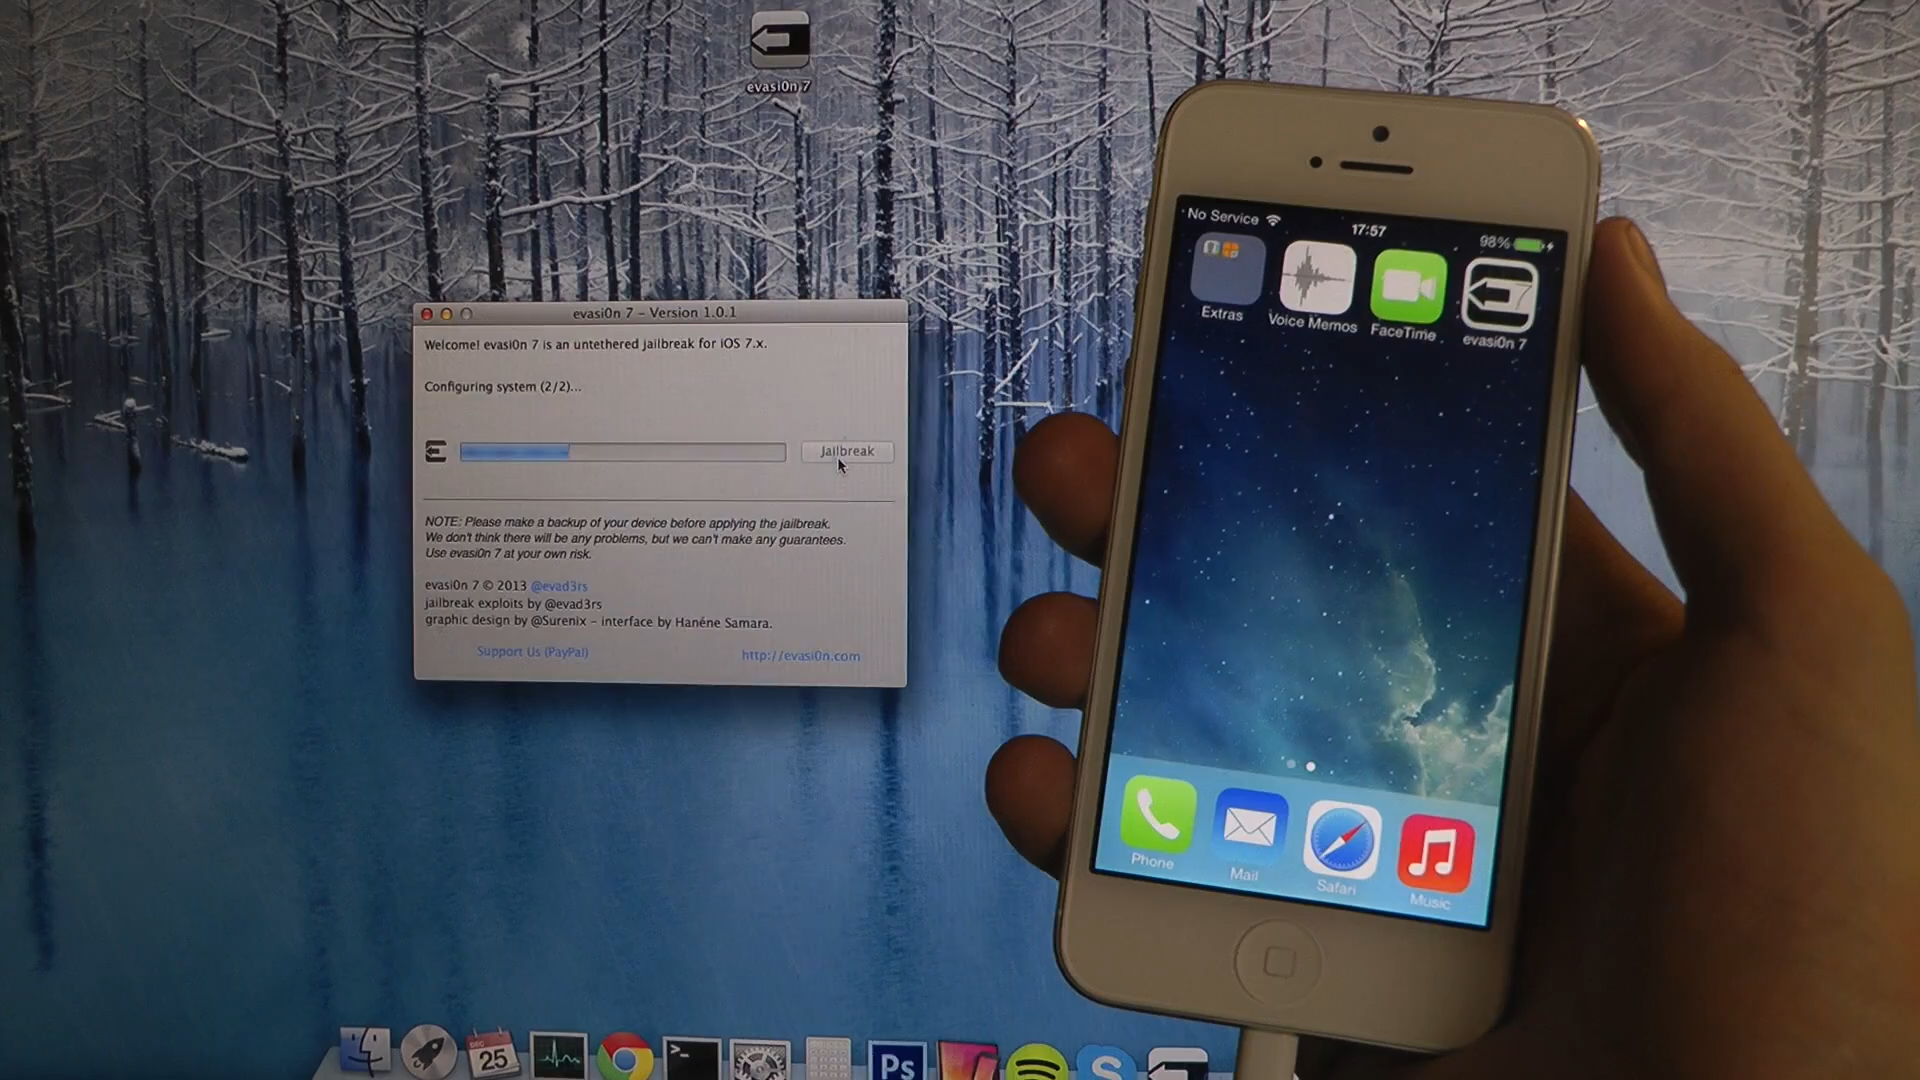 evasi0n 7
evasi0n 7 – Version 1.0.1
Welcome! evasi0n 7 is an untethered jailbreak for iOS 7.x.
Configuring system (2/2)...
Jailbreak
NOTE: Please make a backup of your device before applying the jailbreak.
We don't think there will be any problems, but we can't make any guarantees.
Use evasi0n 7 at your own risk.
evasi0n 7 © 2013 @evad3rs
jailbreak exploits by @evad3rs
graphic design by @Surenix – interface by Hanéne Samara.
Support Us (PayPal)
http://evasi0n.com
No Service
17:57
98%
Extras
Voice Memos
FaceTime
evasi0n 7
7
Phone
Mail
Safari
Music
DEC
25
>_
Ps
S